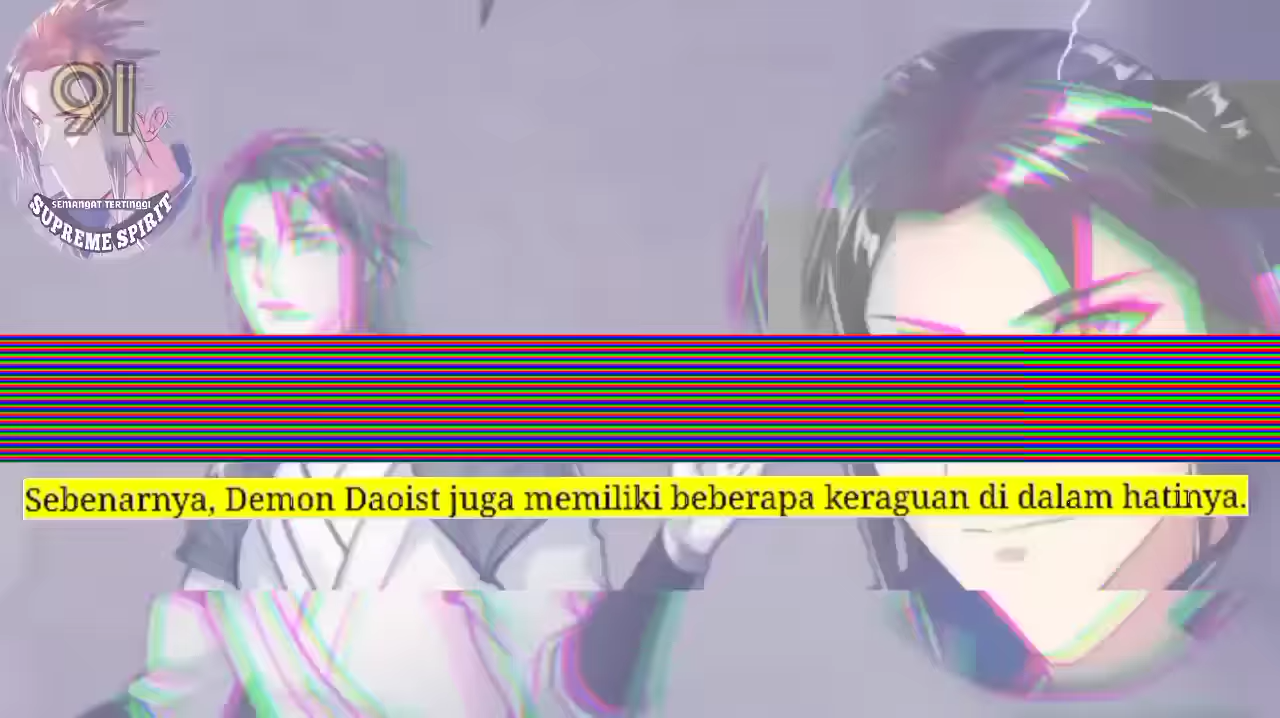 91
SEMANGAT TERTINGGI
SUPREME SPIRIT
Sebenarnya, Demon Daoist juga memiliki beberapa keraguan di dalam hatinya.